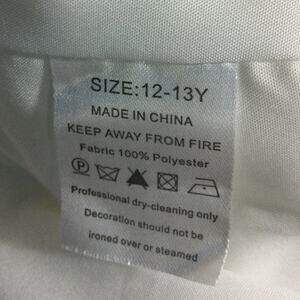 SIZE:12-13Y
MADE IN CHINA
KEEP AWAY FROM FIRE
Fabric 100% Polyester
P
Professional dry-cleaning only
Decoration should not be
ironed over or steamed